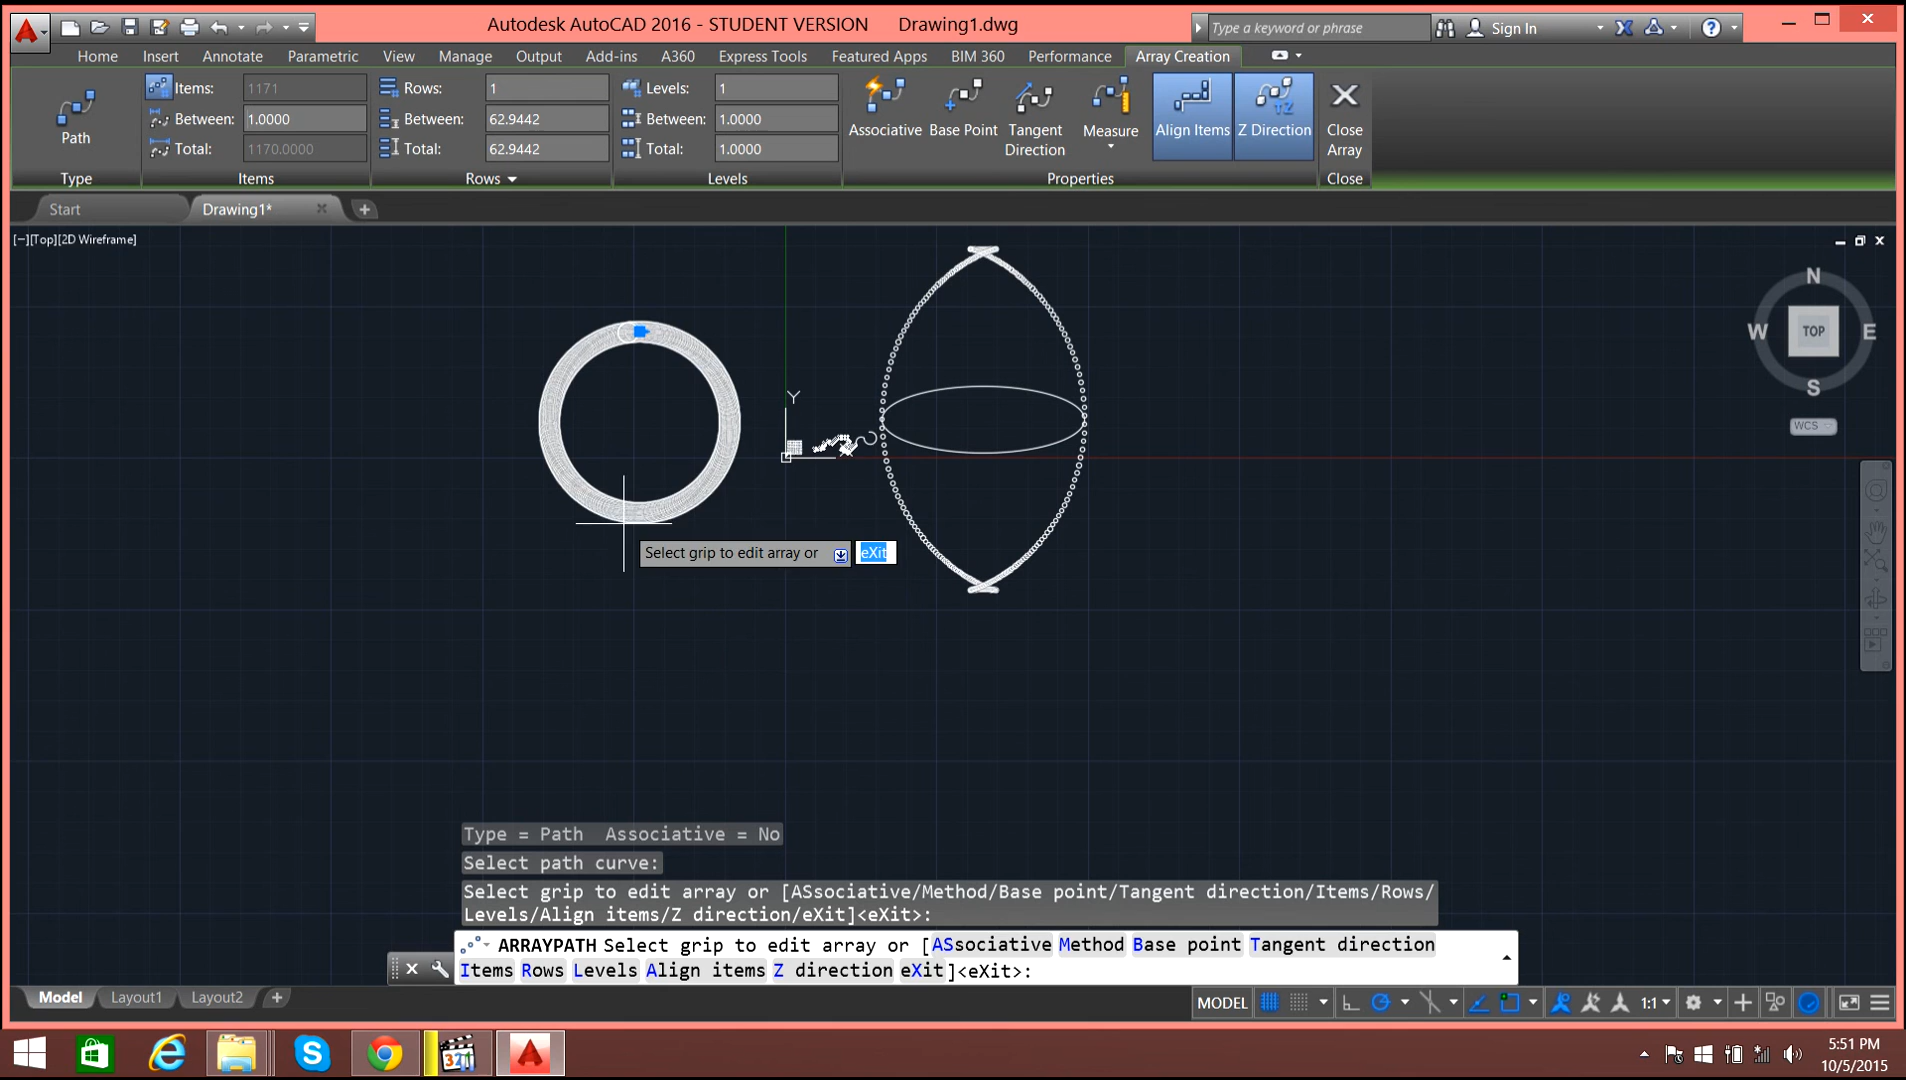 Autodesk AutoCAD 2016 - STUDENT VERSION Drawing1.dwg
Type a keyword or phrase
Sign In
Home Insert Annotate Parametric View Manage Output Add-ins A360 Express Tools Featured Apps BIM 360 Performance Array Creation
Path
Type
Items: 1171
Between: 1.0000
Total: 1170.0000
Items
Rows: 1
Between: 62.9442
Total: 62.9442
Rows
Levels: 1
Between: 1.0000
Total: 1.0000
Levels
Associative
Base Point
Tangent
Direction
Measure
Align Items
Z Direction
Properties
Close
Array
Close
Start
Drawing1*
[−][Top][2D Wireframe]
N
W
TOP
E
S
WCS
Y
Select grip to edit array or
eXit
Type = Path Associative = No
Select path curve:
Select grip to edit array or [ASsociative/Method/Base point/Tangent direction/Items/Rows/
Levels/Align items/Z direction/eXit]<eXit>:
ARRAYPATH Select grip to edit array or [ASsociative Method Base point Tangent direction
Items Rows Levels Align items Z direction eXit]<eXit>:
Model Layout1 Layout2
MODEL
1:1
321
5:51 PM
10/5/2015